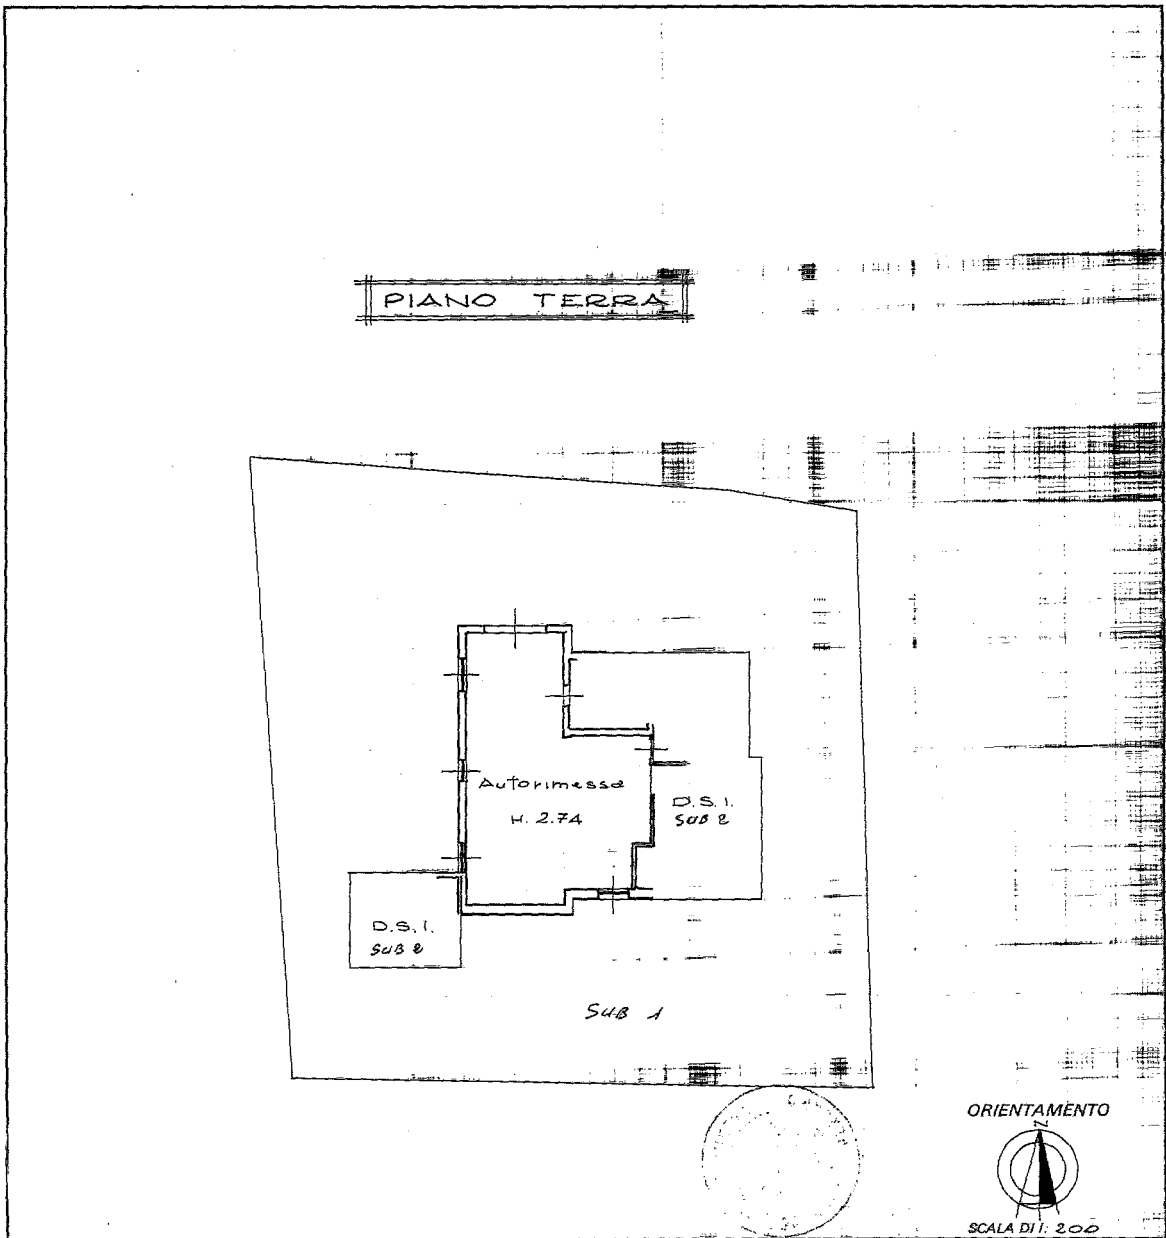 PIANO TERRA
Autorimessa
H. 2.74
D.S.I.
SUB 2
D.S.I.
SUB 2
SUB 1
ORIENTAMENTO
N
SCALA DI 1: 200